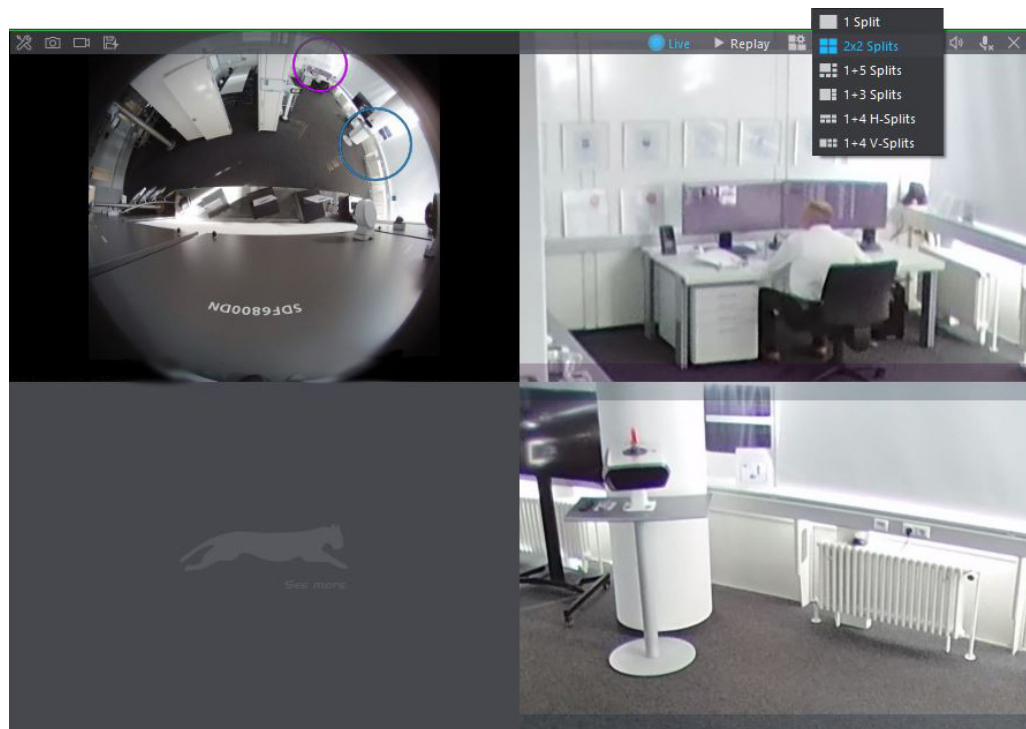 1 Split
Live
Replay
2x2 Splits
1+5 Splits
1+3 Splits
1+4 H-Splits
1+4 V-Splits
SDF6800DN
See more.